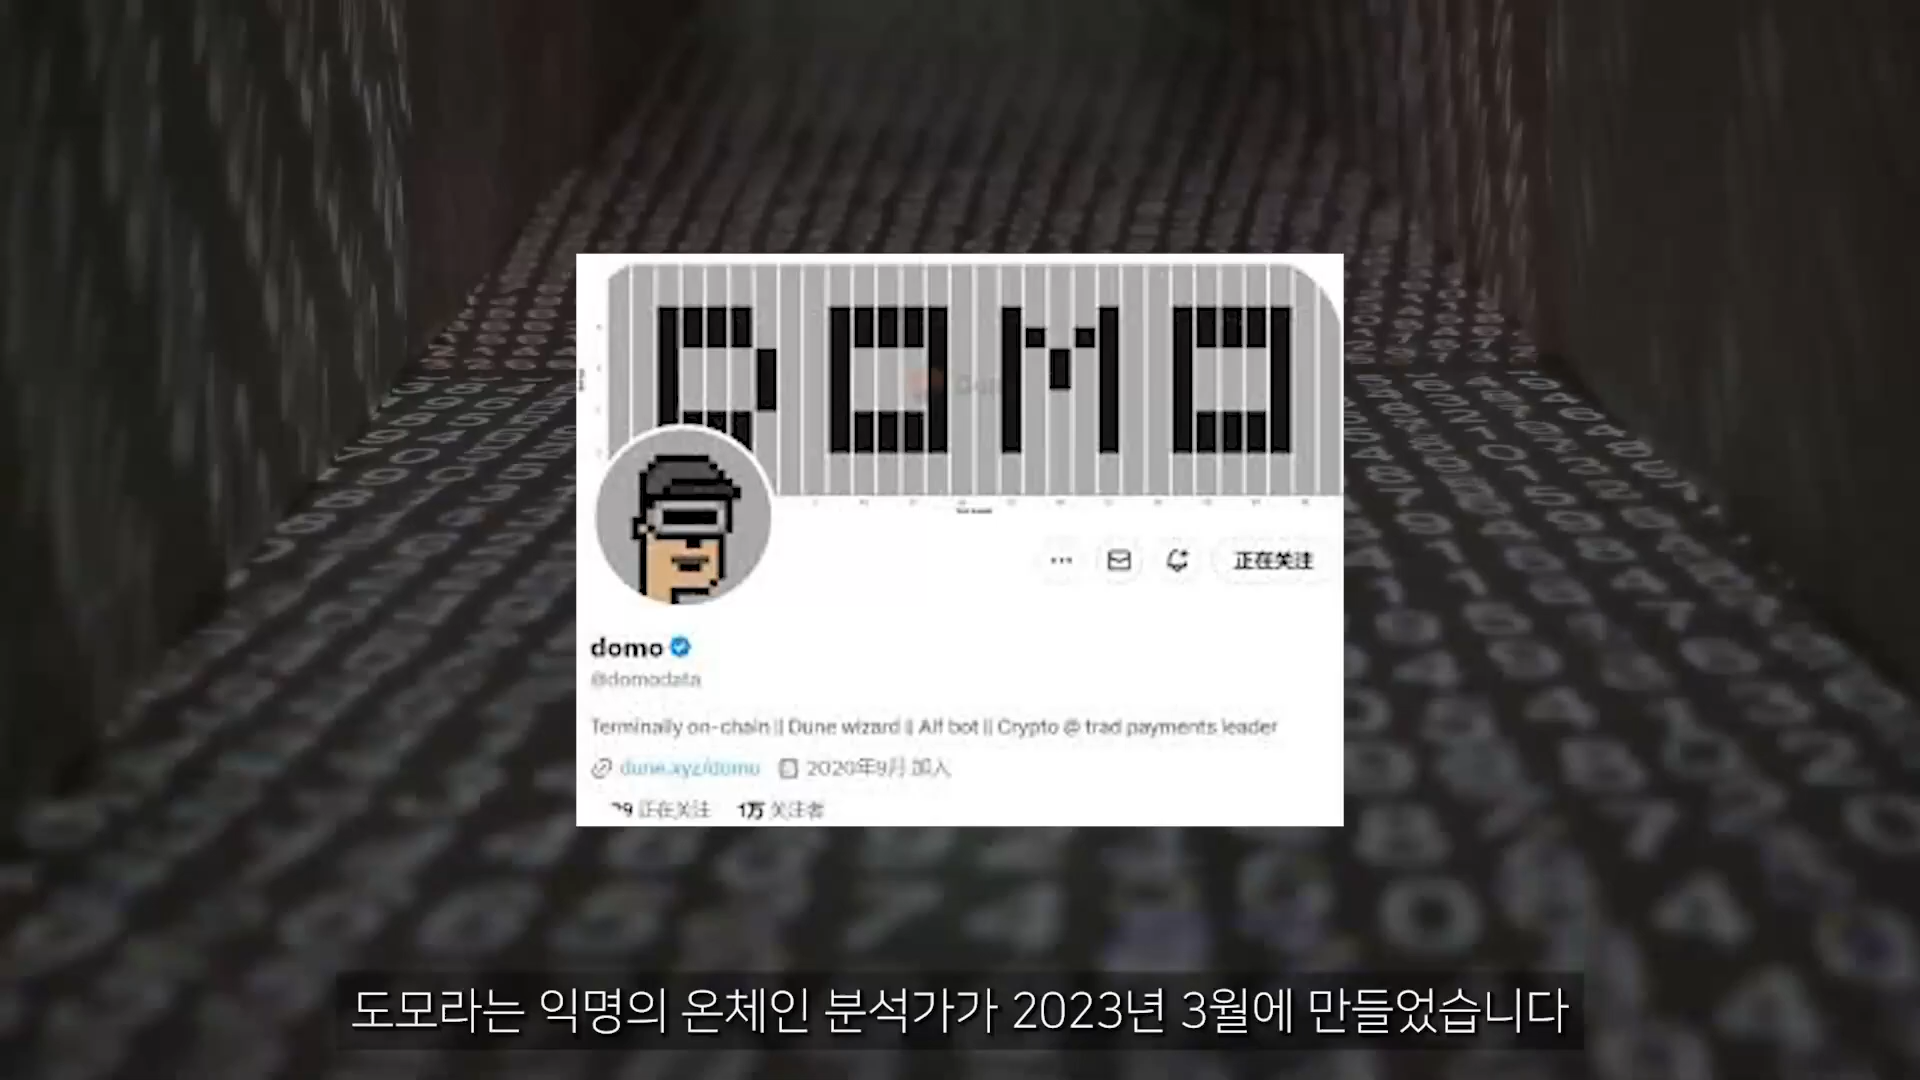 DOMO
正在关注
domo
@domodata
Terminally on-chain || Dune wizard || Alf bot || Crypto @ trad payments leader
dune.xyz/domo 2020年9月 加入
正在关注 1万 关注者
도모라는 익명의 온체인 분석가가 2023년 3월에 만들었습니다